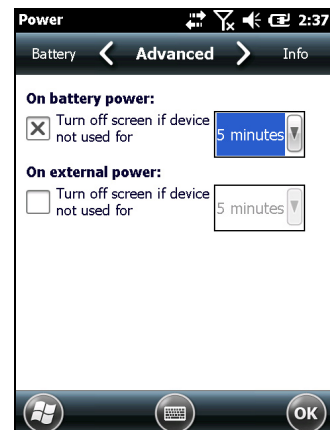 Power 2:37
Battery Advanced Info
On battery power:
Turn off screen if device
not used for
5 minutes
On external power:
Turn off screen if device
not used for
5 minutes
OK